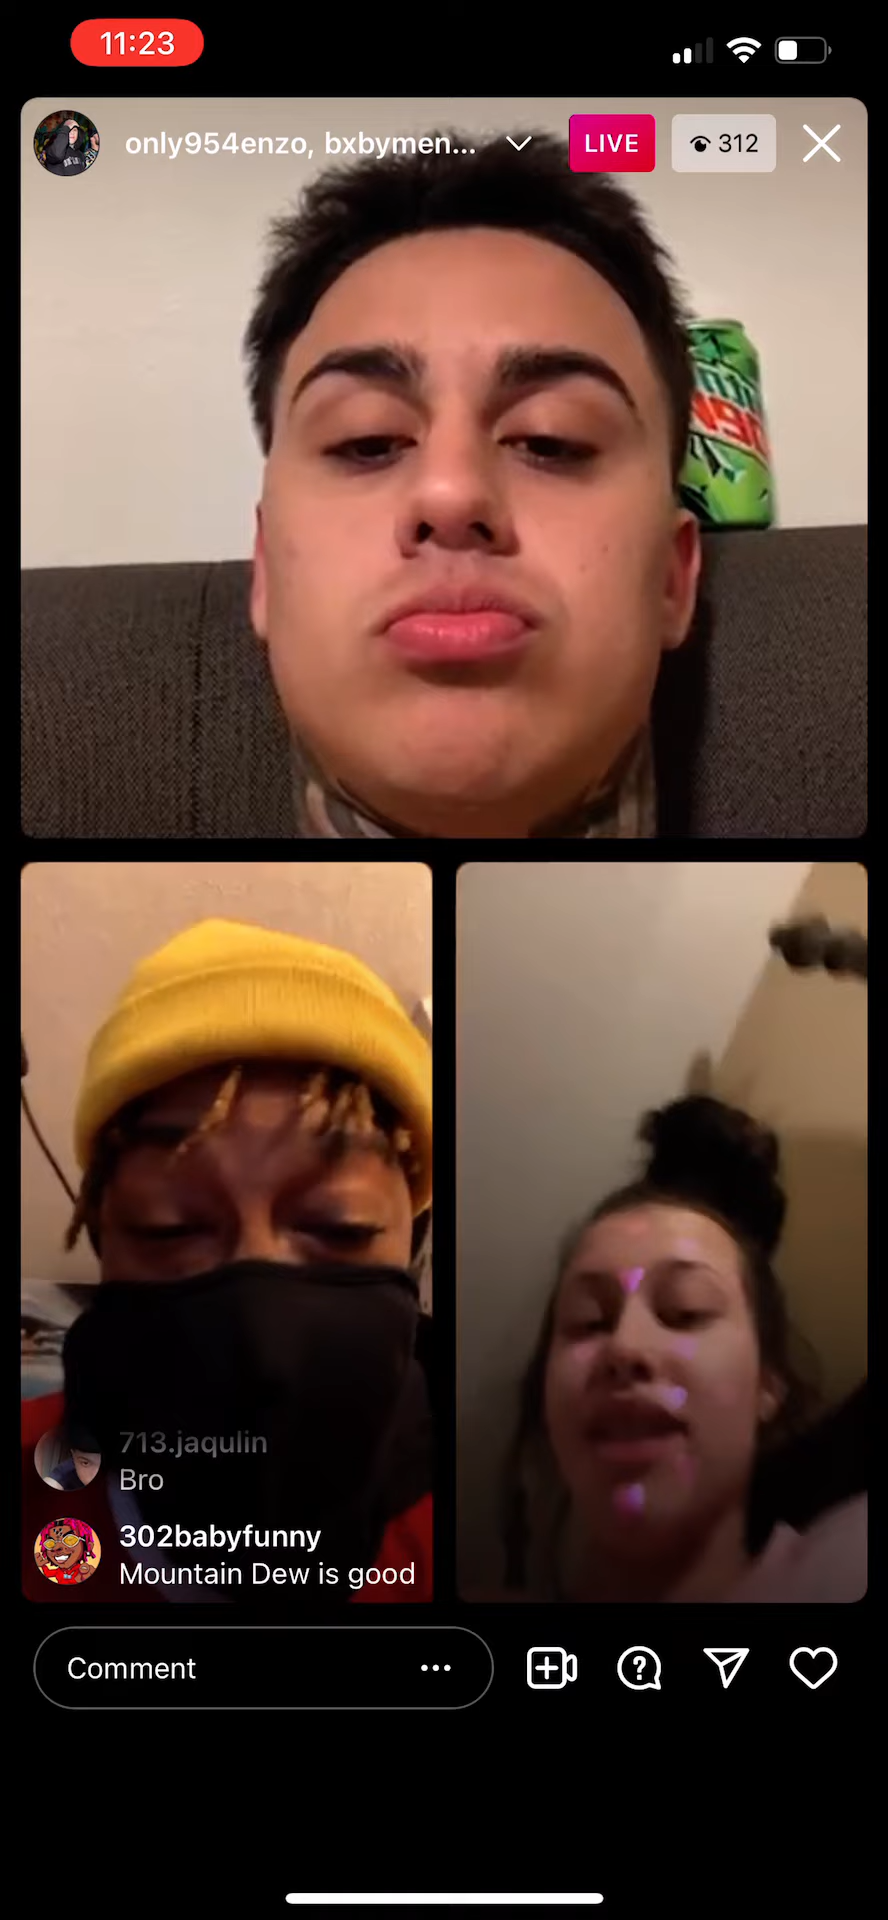 11:23
only954enzo, bxbymen...
LIVE
312
713.jaqulin
Bro
302babyfunny
Mountain Dew is good
Comment